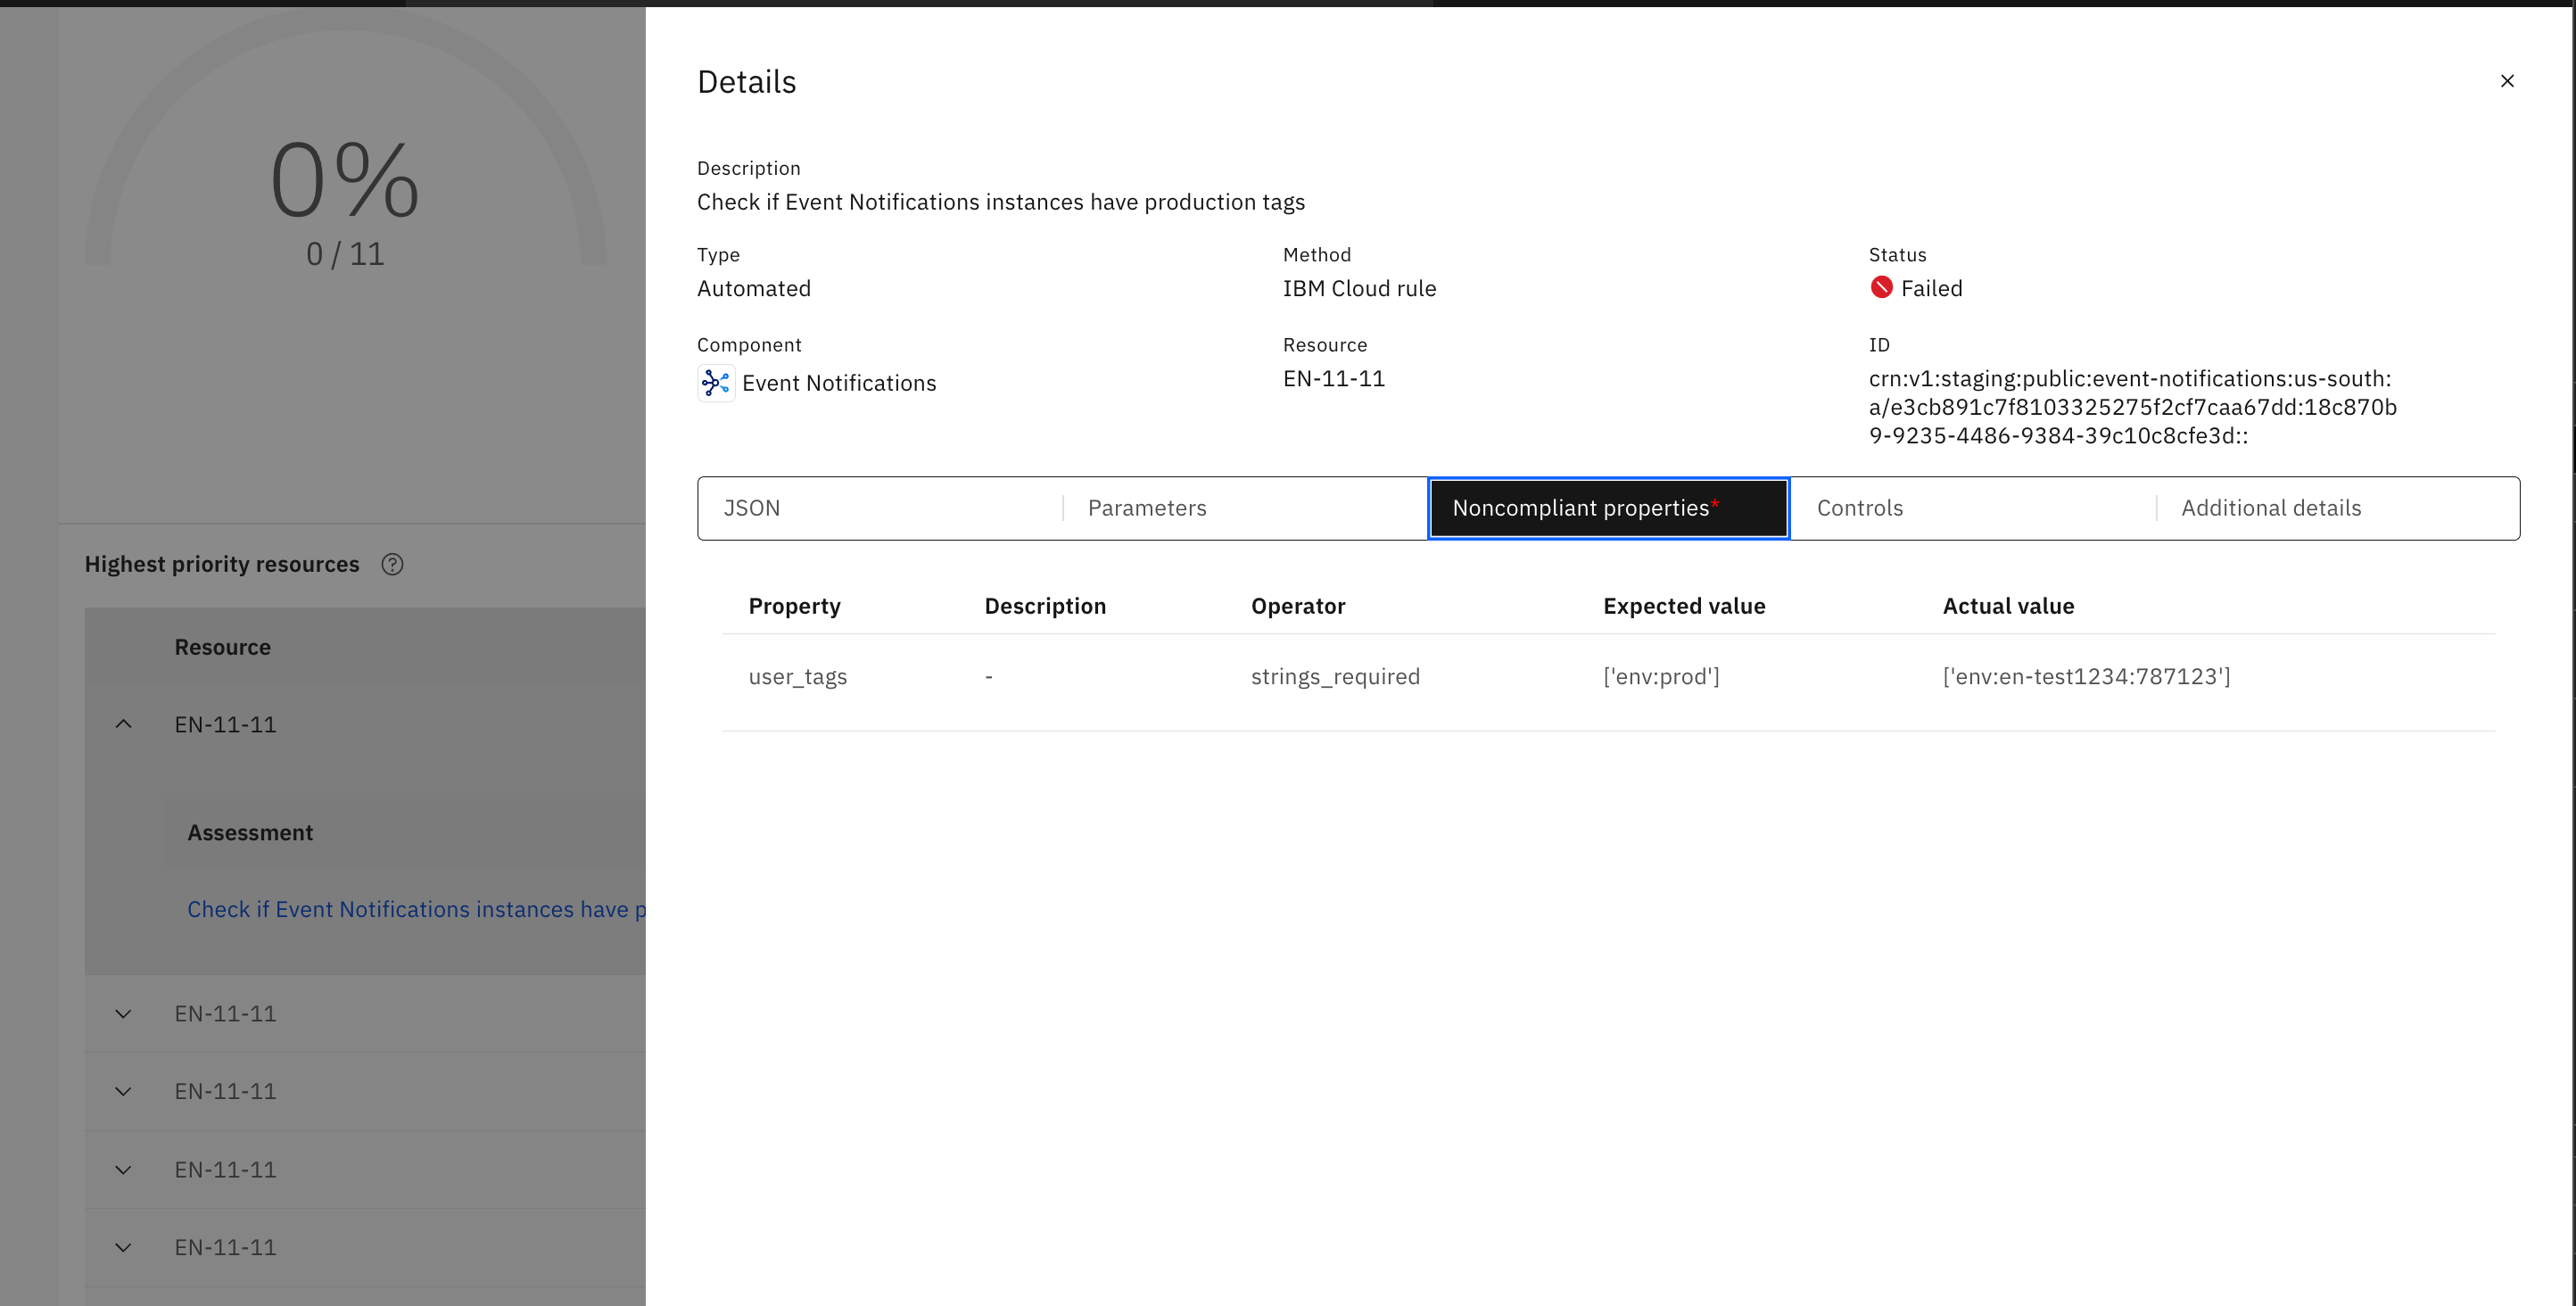 0%
0 / 11
Highest priority resources
Resource
EN-11-11
Assessment
Check if Event Notifications instances have p
EN-11-11
EN-11-11
EN-11-11
EN-11-11
Details
Description
Check if Event Notifications instances have production tags
Type
Automated
Method
IBM Cloud rule
Status
Failed
Component
Event Notifications
Resource
EN-11-11
ID
crn:v1:staging:public:event-notifications:us-south:
a/e3cb891c7f8103325275f2cf7caa67dd:18c870b
9-9235-4486-9384-39c10c8cfe3d::
JSON Parameters Noncompliant properties* Controls Additional details
Property Description Operator Expected value Actual value
user_tags - strings_required ['env:prod'] ['env:en-test1234:787123']